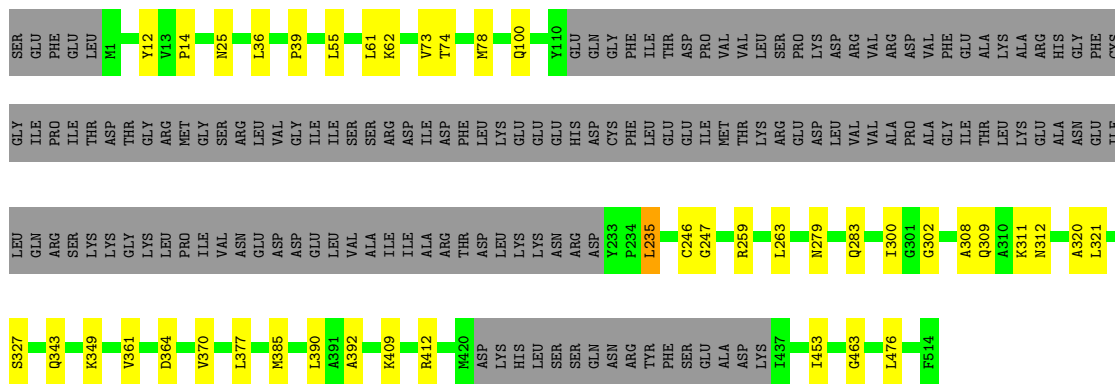 SER GLU PHE GLU LEU M1 Y12 V13 P14 N25 L36 P39 L55 L61 K62 V73 T74 M78 Q100 Y110 GLU GLN GLY PHE ILE THR ASP PRO VAL VAL LEU SER PRO LYS ASP ARG VAL ARG ASP VAL PHE GLU ALA LYS ALA ARG HIS GLY PHE CYS
GLY ILE PRO ILE THR ASP THR GLY ARG MET GLY SER ARG LEU VAL GLY ILE ILE SER SER ARG ASP ILE ASP PHE LEU LYS GLU GLU GLU HIS ASP CYS PHE LEU GLU GLU ILE MET THR LYS ARG GLU ASP LEU VAL VAL ALA PRO ALA GLY ILE THR LEU LYS GLU ALA ASN GLU ILE
LEU GLN ARG SER LYS LYS GLY LYS LEU PRO ILE VAL ASN GLU ASP ASP GLU LEU VAL ALA ILE ILE ALA ARG THR ASP LEU LYS LYS ASN ARG ASP Y233 P234 L235 C246 G247 R259 L263 N279 Q283 I300 G301 G302 A308 Q309 A310 K311 N312 A320 L321
S327 Q343 K349 V361 D364 V370 L377 M385 L390 A391 A392 K409 R412 M420 ASP LYS HIS LEU SER SER GLN ASN ARG TYR PHE SER GLU ALA ASP LYS I437 I453 G463 L476 F514